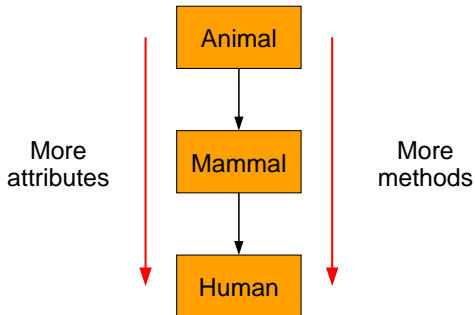 Animal
More
attributes
Mammal
More
methods
Human